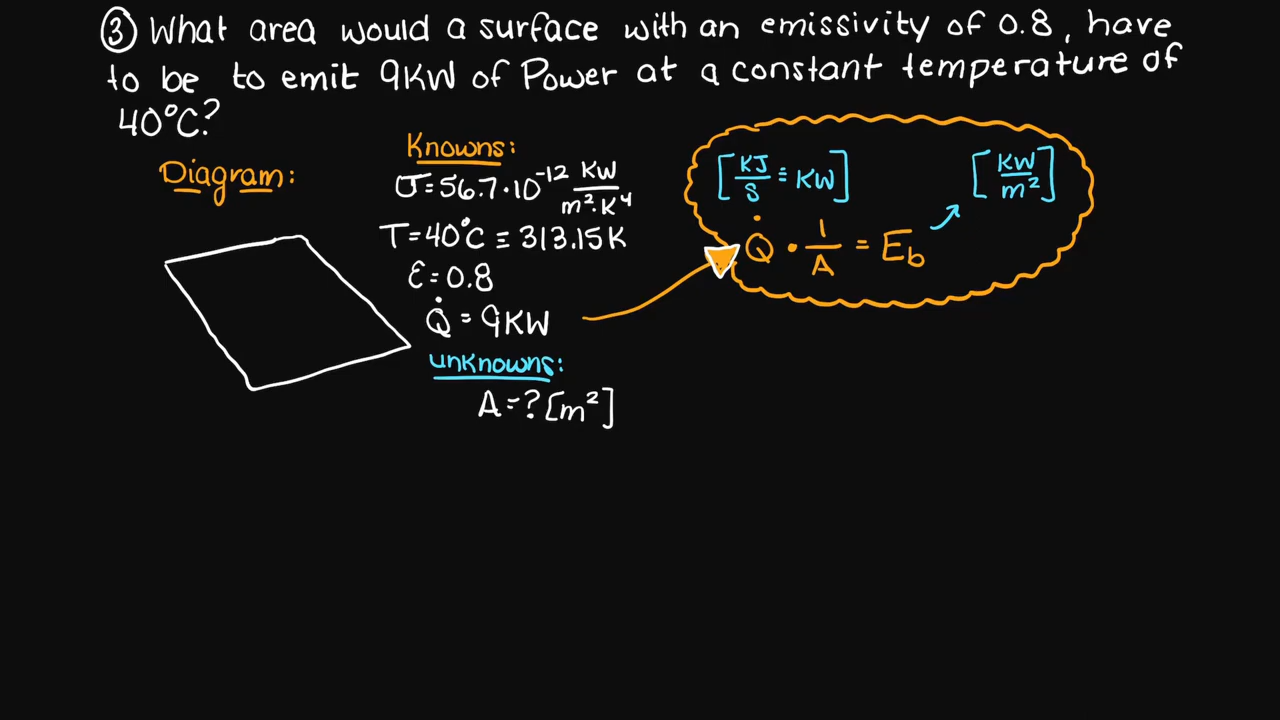 ③ What area would a surface with an emissivity of 0.8, have
to be to emit 9KW of Power at a constant temperature of
40°C?
Diagram:
Knowns:
σ=56.7·10⁻¹² KW/m²·K⁴
T=40°C ≡ 313.15K
ε=0.8
Q̇ = 9KW
unknowns:
A=?[m²]
[KJ/S ≡ KW]
[KW/m²]
Q̇ · 1/A = E_b